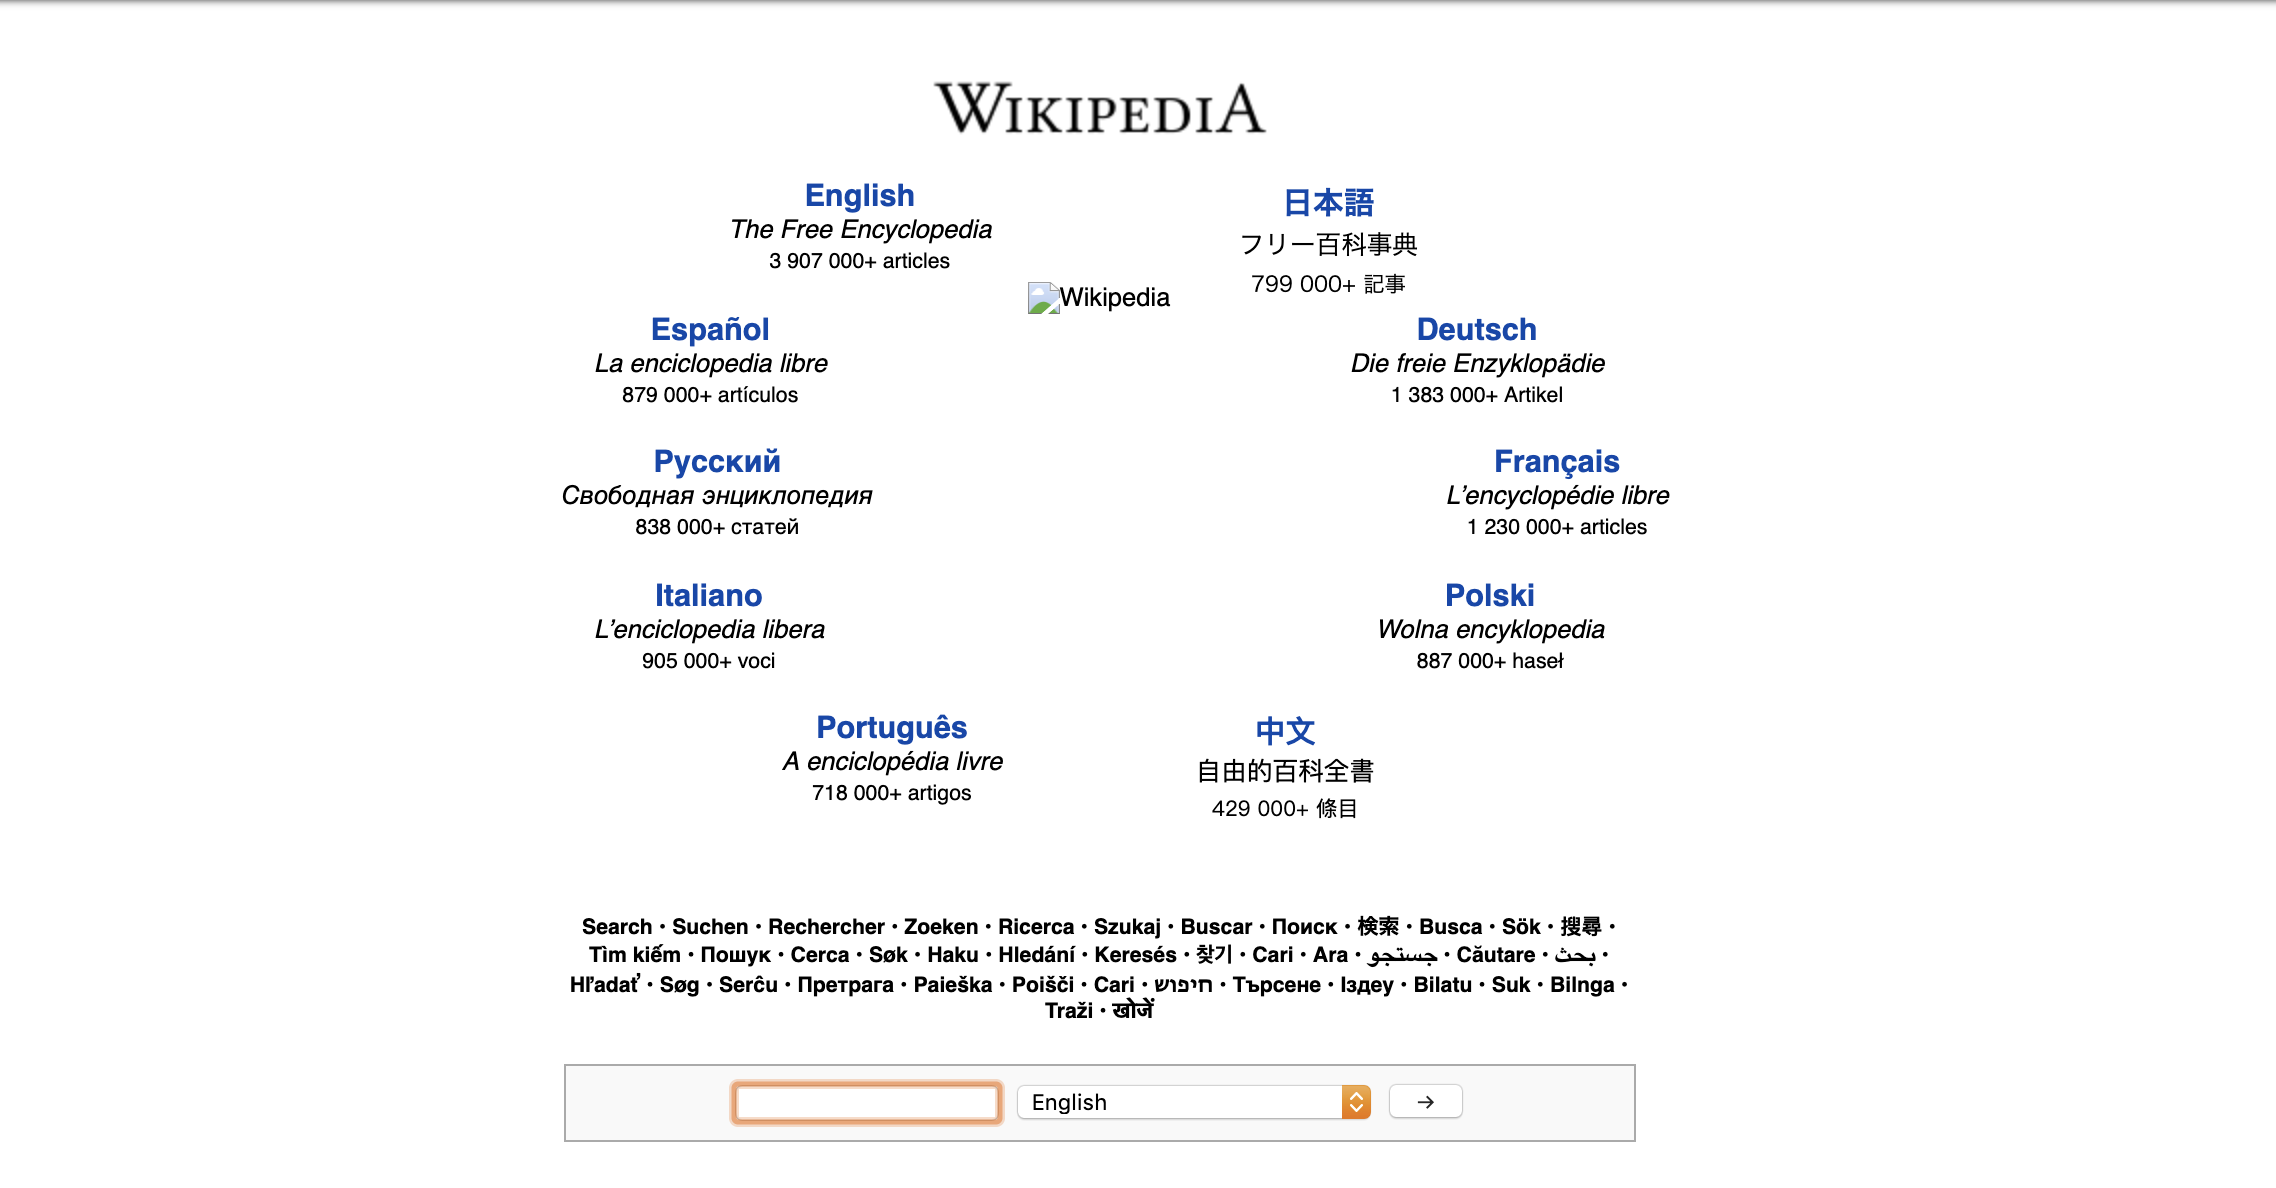 WIKIPEDIA
English
The Free Encyclopedia
3 907 000+ articles
日本語
フリー百科事典
799 000+ 記事
Wikipedia
Español
La enciclopedia libre
879 000+ artículos
Deutsch
Die freie Enzyklopädie
1 383 000+ Artikel
Русский
Свободная энциклопедия
838 000+ статей
Français
L’encyclopédie libre
1 230 000+ articles
Italiano
L’enciclopedia libera
905 000+ voci
Polski
Wolna encyklopedia
887 000+ haseł
Português
A enciclopédia livre
718 000+ artigos
中文
自由的百科全書
429 000+ 條目
Search · Suchen · Rechercher · Zoeken · Ricerca · Szukaj · Buscar · Поиск · 検索 · Busca · Sök · 搜尋 ·
Tìm kiếm · Пошук · Cerca · Søk · Haku · Hledání · Keresés · 찾기 · Cari · Ara · جستجو · Căutare · بحث ·
Hľadať · Søg · Serĉu · Претрага · Paieška · Poišči · Cari · חיפוש · Търсене · Іздеу · Bilatu · Suk · Bilnga ·
Traži · खोजें
English
→